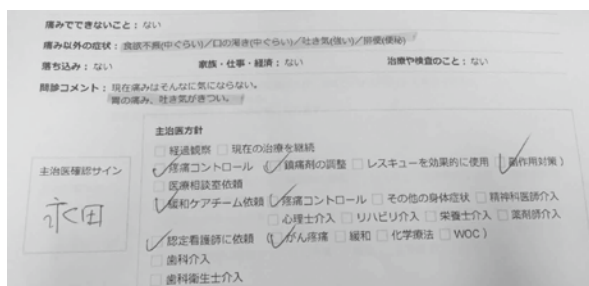 痛みでできないこと： ない
痛み以外の症状： 食欲不振(中ぐらい)／口の渇き(中ぐらい)／吐き気(強い)／排便(便秘)
落ち込み： ない 家族・仕事・経済： ない 治療や検査のこと： ない
問診コメント： 現在痛みはそんなに気にならない。
胃の痛み、吐き気がきつい。
主治医方針
□ 経過観察 □ 現在の治療を継続
主治医確認サイン
☑ 疼痛コントロール (☑ 鎮痛剤の調整 □ レスキューを効果的に使用 ☑ 副作用対策 )
□ 医療相談室依頼
永田
☑ 緩和ケアチーム依頼 (☑ 疼痛コントロール □ その他の身体症状 □ 精神科医師介入
□ 心理士介入 □ リハビリ介入 □ 栄養士介入 □ 薬剤師介入
☑ 認定看護師に依頼 (☑ がん疼痛 □ 緩和 □ 化学療法 □ WOC )
□ 歯科介入
□ 歯科衛生士介入